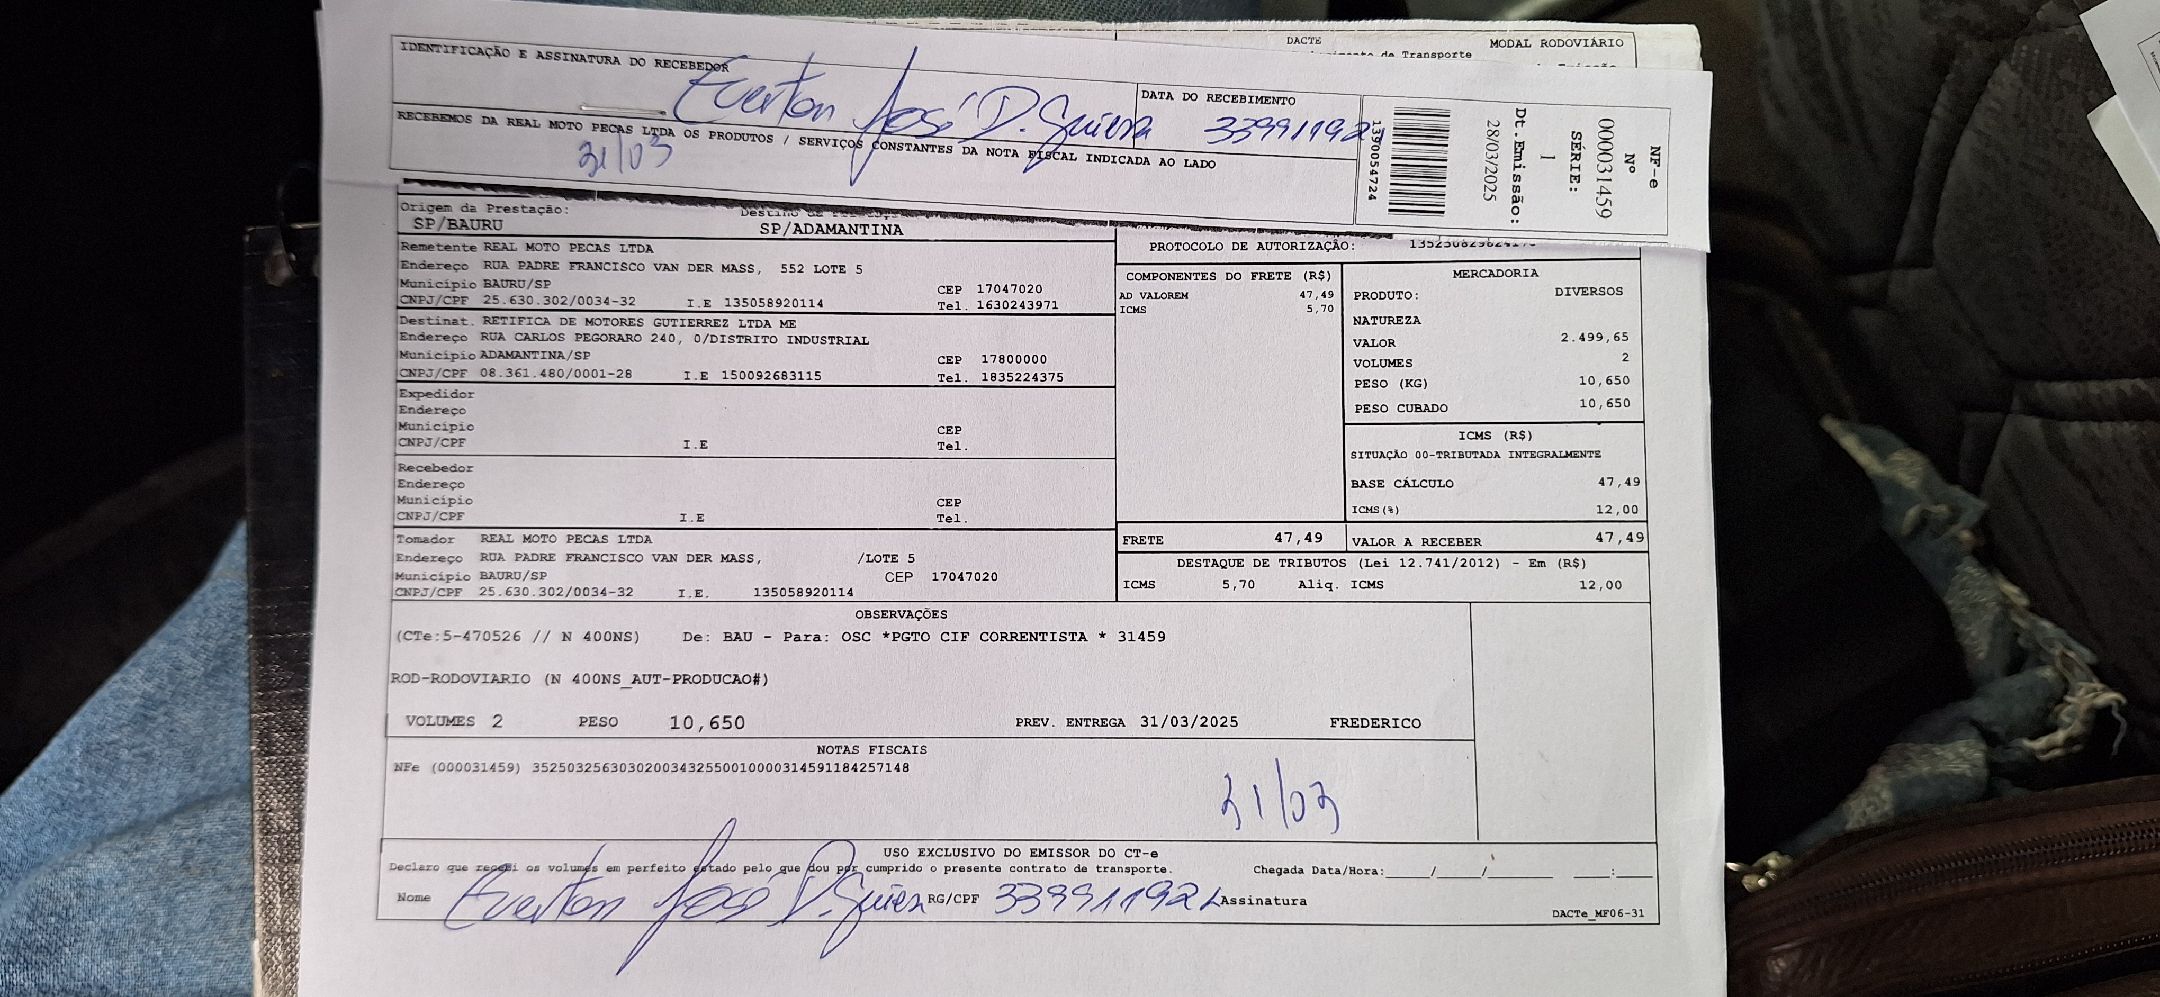 DACTE
de Transporte
MODAL RODOVIÁRIO
IDENTIFICAÇÃO E ASSINATURA DO RECEBEDOR
Everton José D.
DATA DO RECEBIMENTO
RECEBEMOS DA REAL MOTO PECAS LTDA OS PRODUTOS / SERVIÇOS CONSTANTES DA NOTA FISCAL INDICADA AO LADO
31/03
1390054724
NF-e
Nº
000031459
SÉRIE:
1
Dt.Emissão:
28/03/2025
Origem da Prestação:
SP/BAURU
SP/ADAMANTINA
Remetente REAL MOTO PECAS LTDA
Endereço RUA PADRE FRANCISCO VAN DER MASS, 552 LOTE 5
Município BAURU/SP CEP 17047020
CNPJ/CPF 25.630.302/0034-32 I.E 135058920114 Tel. 1630243971
Destinat. RETIFICA DE MOTORES GUTIERREZ LTDA ME
Endereço RUA CARLOS PEGORARO 240, 0/DISTRITO INDUSTRIAL
Município ADAMANTINA/SP CEP 17800000
CNPJ/CPF 08.361.480/0001-28 I.E 150092683115 Tel. 1835224375
Expedidor
Endereço
Município CEP
CNPJ/CPF I.E Tel.
Recebedor
Endereço
Município CEP
CNPJ/CPF I.E Tel.
Tomador REAL MOTO PECAS LTDA
Endereço RUA PADRE FRANCISCO VAN DER MASS, /LOTE 5
Município BAURU/SP CEP 17047020
CNPJ/CPF 25.630.302/0034-32 I.E. 135058920114
PROTOCOLO DE AUTORIZAÇÃO:
COMPONENTES DO FRETE (R$)
AD VALOREM 47,49
ICMS 5,70
MERCADORIA
PRODUTO: DIVERSOS
NATUREZA
VALOR 2.499,65
VOLUMES 2
PESO (KG) 10,650
PESO CUBADO 10,650
ICMS (R$)
SITUAÇÃO 00-TRIBUTADA INTEGRALMENTE
BASE CÁLCULO 47,49
ICMS(%) 12,00
FRETE 47,49 VALOR A RECEBER 47,49
DESTAQUE DE TRIBUTOS (Lei 12.741/2012) - Em (R$)
ICMS 5,70 Aliq. ICMS 12,00
OBSERVAÇÕES
(CTe:5-470526 // N 400NS) De: BAU - Para: OSC *PGTO CIF CORRENTISTA * 31459
ROD-RODOVIARIO (N 400NS_AUT-PRODUCAO#)
VOLUMES 2 PESO 10,650 PREV. ENTREGA 31/03/2025 FREDERICO
NOTAS FISCAIS
NFe (000031459) 35250325630302003432550010000314591184257148
31/03
USO EXCLUSIVO DO EMISSOR DO CT-e
Declaro que recebi os volumes em perfeito estado pelo que dou por cumprido o presente contrato de transporte. Chegada Data/Hora:____/____/______ ____:____
Nome Everton José D. RG/CPF Assinatura
DACTe_MF06-31